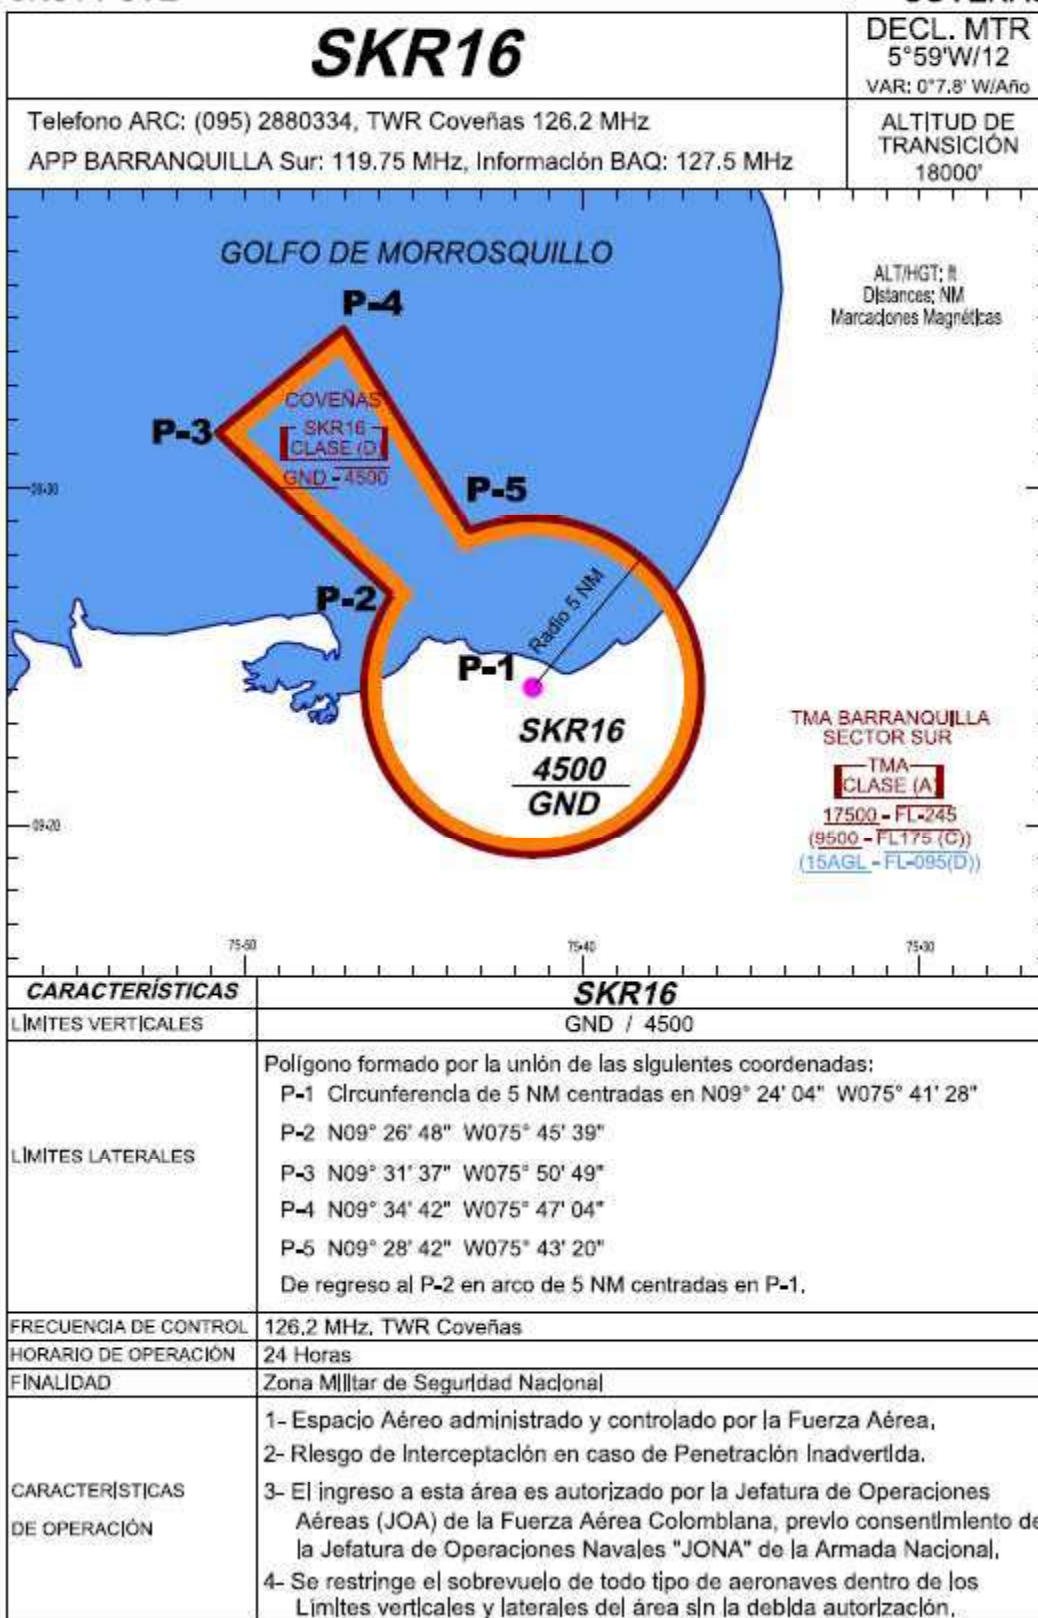 SKR16
DECL. MTR
5°59'W/12
VAR: 0°7.8' W/Año
Telefono ARC: (095) 2880334, TWR Coveñas 126.2 MHz
APP BARRANQUILLA Sur: 119.75 MHz, Información BAQ: 127.5 MHz
ALTITUD DE
TRANSICIÓN
18000'
GOLFO DE MORROSQUILLO
ALT/HGT: ft
Distances: NM
Marcaciones Magnéticas
P-4
COVEÑAS
SKR16
CLASE (D)
GND - 4500
P-3
P-5
09-30
P-2
Radio 5 NM
P-1
SKR16
4500
GND
TMA BARRANQUILLA
SECTOR SUR
TMA
CLASE (A)
17500 - FL-245
(9500 - FL175 (C))
(15AGL - FL-095(D))
09-20
75-50
75-40
75-30
CARACTERÍSTICAS
SKR16
LÍMITES VERTICALES
GND / 4500
LÍMITES LATERALES
Polígono formado por la unión de las siguientes coordenadas:
P-1 Circunferencia de 5 NM centradas en N09° 24' 04" W075° 41' 28"
P-2 N09° 26' 48" W075° 45' 39"
P-3 N09° 31' 37" W075° 50' 49"
P-4 N09° 34' 42" W075° 47' 04"
P-5 N09° 28' 42" W075° 43' 20"
De regreso al P-2 en arco de 5 NM centradas en P-1.
FRECUENCIA DE CONTROL
126.2 MHz. TWR Coveñas
HORARIO DE OPERACIÓN
24 Horas
FINALIDAD
Zona Militar de Seguridad Nacional
CARACTERÍSTICAS
DE OPERACIÓN
1- Espacio Aéreo administrado y controlado por la Fuerza Aérea.
2- Riesgo de Interceptación en caso de Penetración Inadvertida.
3- El ingreso a esta área es autorizado por la Jefatura de Operaciones
Aéreas (JOA) de la Fuerza Aérea Colombiana, previo consentimiento de
la Jefatura de Operaciones Navales "JONA" de la Armada Nacional.
4- Se restringe el sobrevuelo de todo tipo de aeronaves dentro de los
Límites verticales y laterales del área sin la debida autorización.